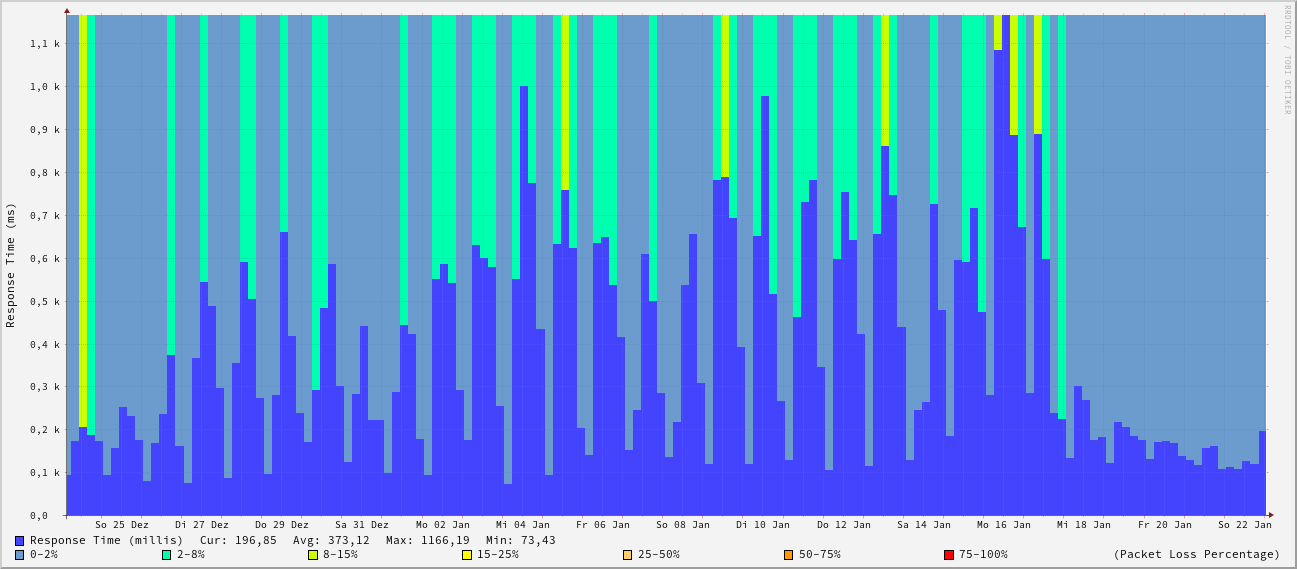 RRDTOOL / TOBI OETIKER
Response Time (ms)
1,1 k
1,0 k
0,9 k
0,8 k
0,7 k
0,6 k
0,5 k
0,4 k
0,3 k
0,2 k
0,1 k
0,0
So 25 Dez Di 27 Dez Do 29 Dez Sa 31 Dez Mo 02 Jan Mi 04 Jan Fr 06 Jan So 08 Jan Di 10 Jan Do 12 Jan Sa 14 Jan Mo 16 Jan Mi 18 Jan Fr 20 Jan So 22 Jan
Response Time (millis) Cur: 196,85 Avg: 373,12 Max: 1166,19 Min: 73,43
0-2% 2-8% 8-15% 15-25% 25-50% 50-75% 75-100% (Packet Loss Percentage)